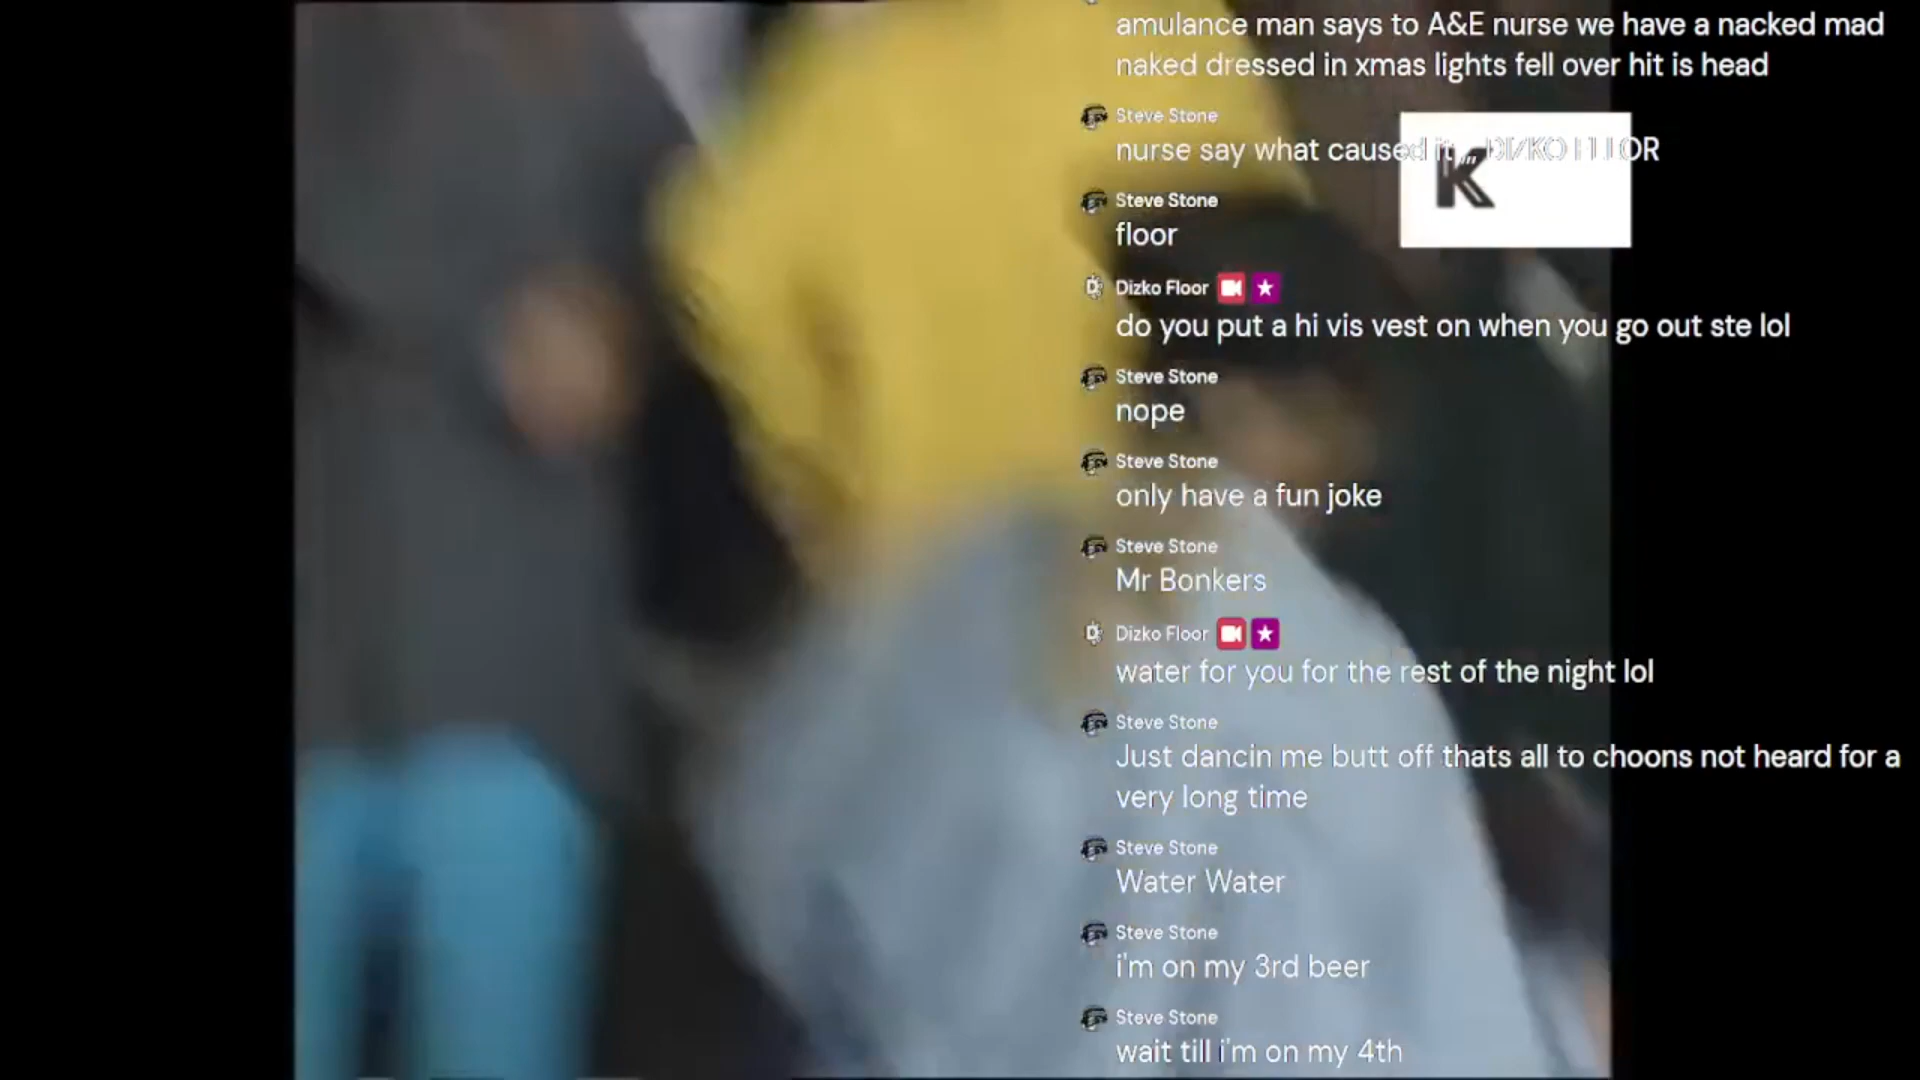 amulance man says to A&E nurse we have a nacked mad
naked dressed in xmas lights fell over hit is head
Steve Stone
nurse say what caused it ,,, DIZKO FLLOR
Steve Stone
floor
K
Dizko Floor
do you put a hi vis vest on when you go out ste lol
Steve Stone
nope
Steve Stone
only have a fun joke
Steve Stone
Mr Bonkers
Dizko Floor
water for you for the rest of the night lol
Steve Stone
Just dancin me butt off thats all to choons not heard for a
very long time
Steve Stone
Water Water
Steve Stone
i'm on my 3rd beer
Steve Stone
wait till i'm on my 4th